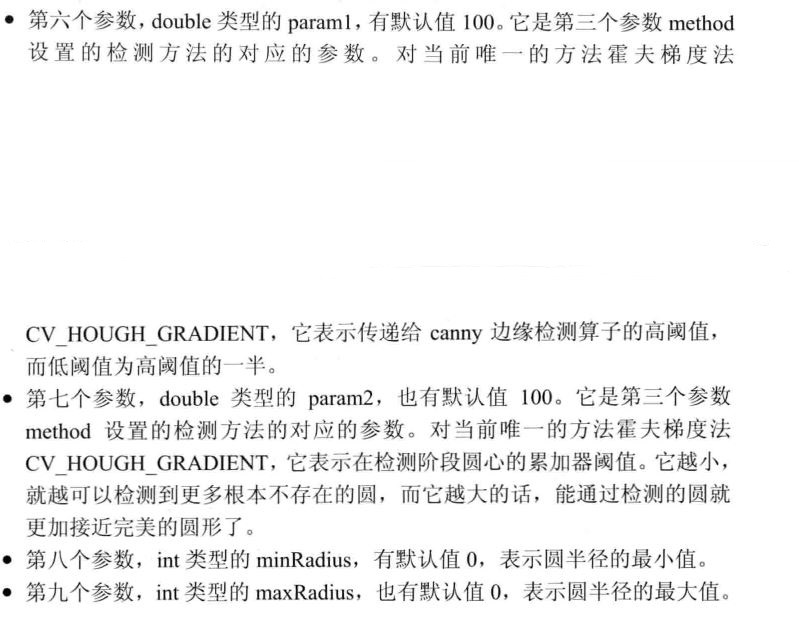 • 第六个参数，double 类型的 param1，有默认值 100。它是第三个参数 method
设置的检测方法的对应的参数。对当前唯一的方法霍夫梯度法
CV_HOUGH_GRADIENT，它表示传递给 canny 边缘检测算子的高阈值，
而低阈值为高阈值的一半。
• 第七个参数，double 类型的 param2，也有默认值 100。它是第三个参数
method 设置的检测方法的对应的参数。对当前唯一的方法霍夫梯度法
CV_HOUGH_GRADIENT，它表示在检测阶段圆心的累加器阈值。它越小，
就越可以检测到更多根本不存在的圆，而它越大的话，能通过检测的圆就
更加接近完美的圆形了。
• 第八个参数，int 类型的 minRadius，有默认值 0，表示圆半径的最小值。
• 第九个参数，int 类型的 maxRadius，也有默认值 0，表示圆半径的最大值。